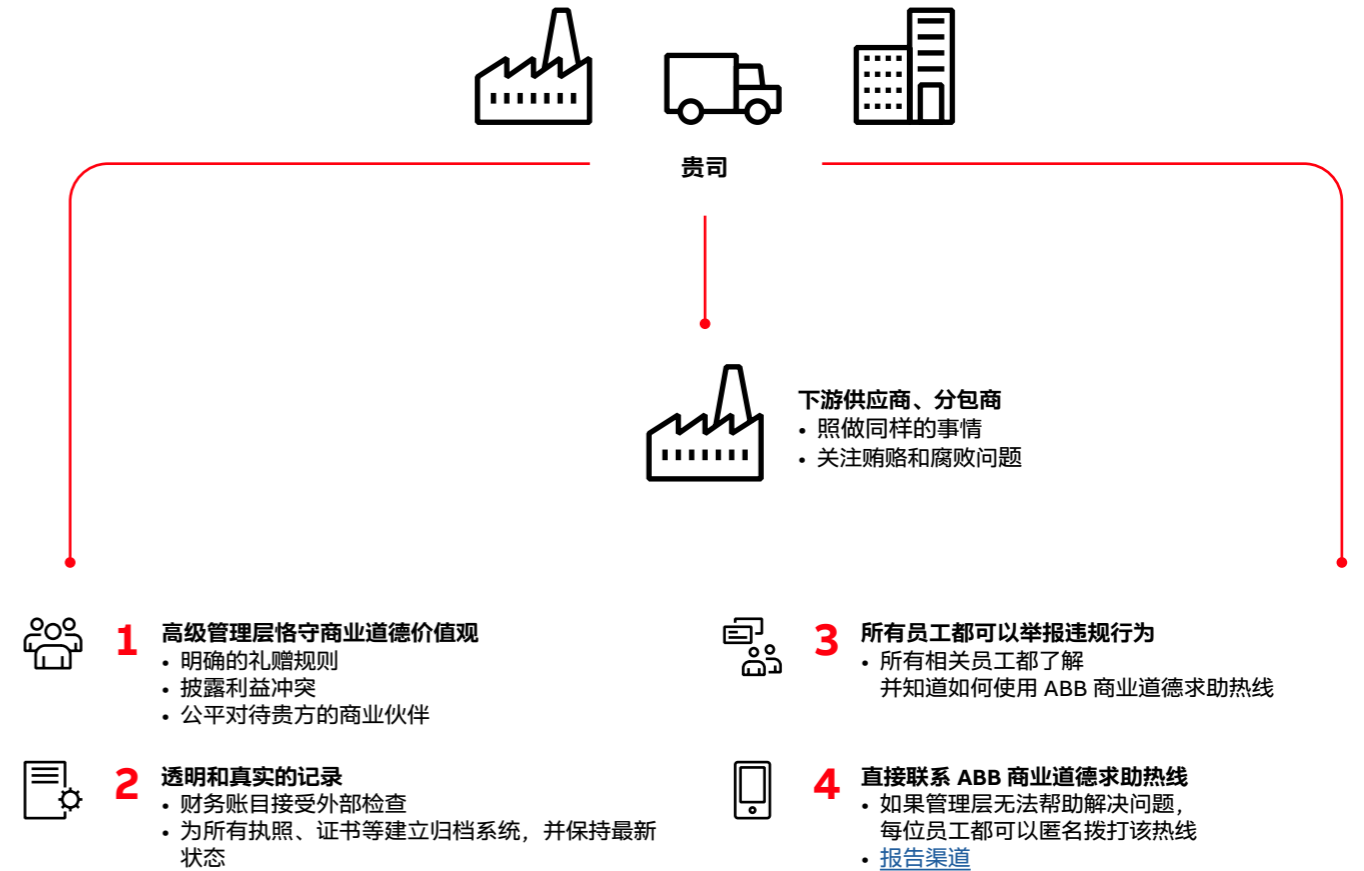 贵司
下游供应商、分包商
• 照做同样的事情
• 关注贿赂和腐败问题
1 高级管理层恪守商业道德价值观
• 明确的礼赠规则
• 披露利益冲突
• 公平对待贵方的商业伙伴
2 透明和真实的记录
• 财务账目接受外部检查
• 为所有执照、证书等建立归档系统，并保持最新
状态
3 所有员工都可以举报违规行为
• 所有相关员工都了解
并知道如何使用 ABB 商业道德求助热线
4 直接联系 ABB 商业道德求助热线
• 如果管理层无法帮助解决问题，
每位员工都可以匿名拨打该热线
• 报告渠道